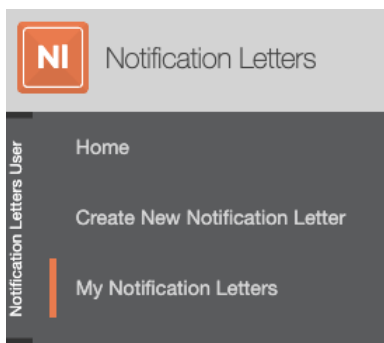 NI
Notification Letters
Notification Letters User
Home
Create New Notification Letter
My Notification Letters